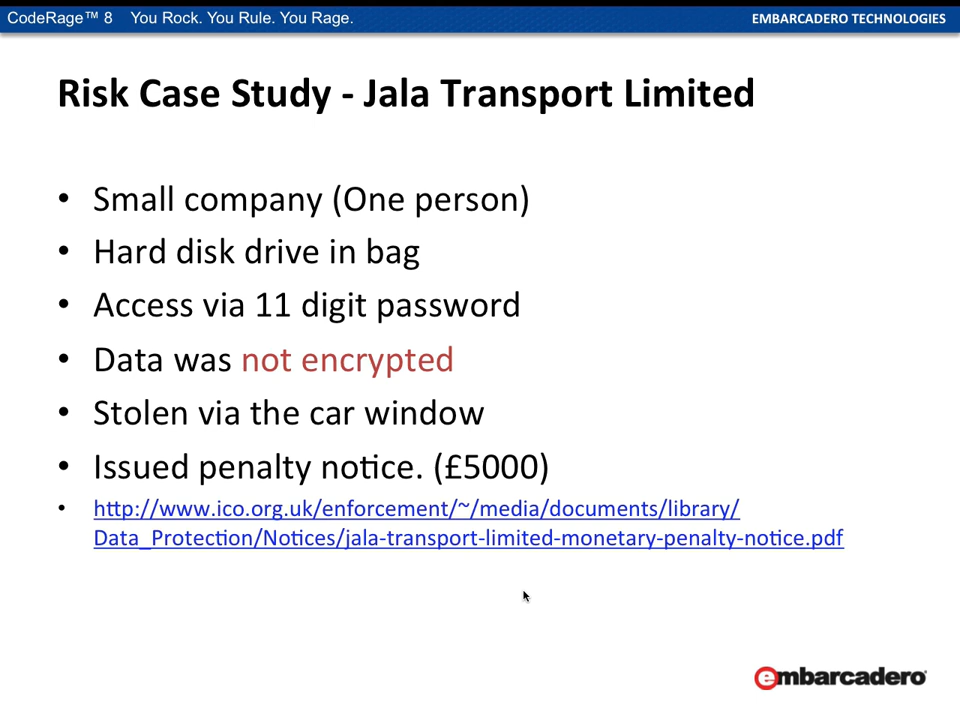 CodeRage™ 8 You Rock. You Rule. You Rage.
EMBARCADERO TECHNOLOGIES
Risk Case Study - Jala Transport Limited
• Small company (One person)
• Hard disk drive in bag
• Access via 11 digit password
• Data was not encrypted
• Stolen via the car window
• Issued penalty notice. (£5000)
• http://www.ico.org.uk/enforcement/~/media/documents/library/
Data_Protection/Notices/jala-transport-limited-monetary-penalty-notice.pdf
embarcadero